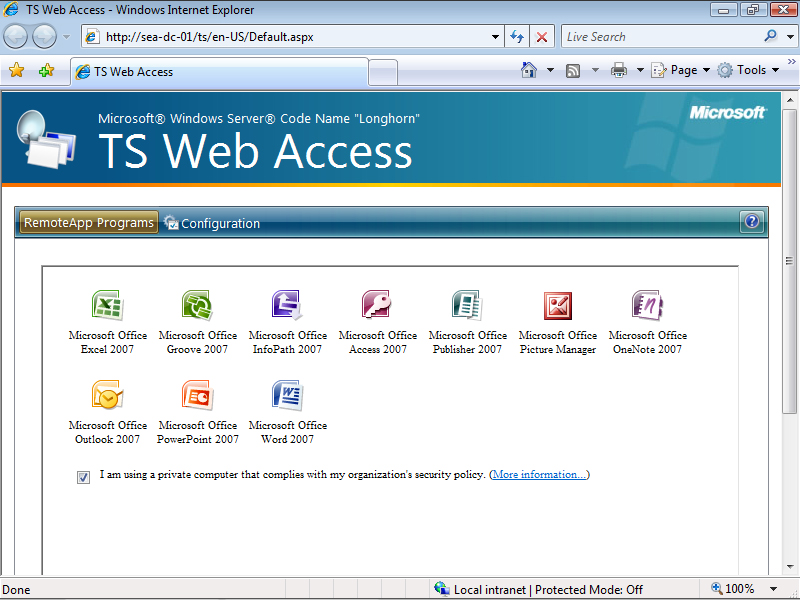 TS Web Access - Windows Internet Explorer
http://sea-dc-01/ts/en-US/Default.aspx
Live Search
TS Web Access
Page
Tools
Microsoft® Windows Server® Code Name "Longhorn"
Microsoft
TS Web Access
RemoteApp Programs
Configuration
Microsoft Office
Excel 2007
Microsoft Office
Groove 2007
Microsoft Office
InfoPath 2007
Microsoft Office
Access 2007
Microsoft Office
Publisher 2007
Microsoft Office
Picture Manager
Microsoft Office
OneNote 2007
Microsoft Office
Outlook 2007
Microsoft Office
PowerPoint 2007
Microsoft Office
Word 2007
I am using a private computer that complies with my organization's security policy. (More information...)
Done
Local intranet | Protected Mode: Off
100%